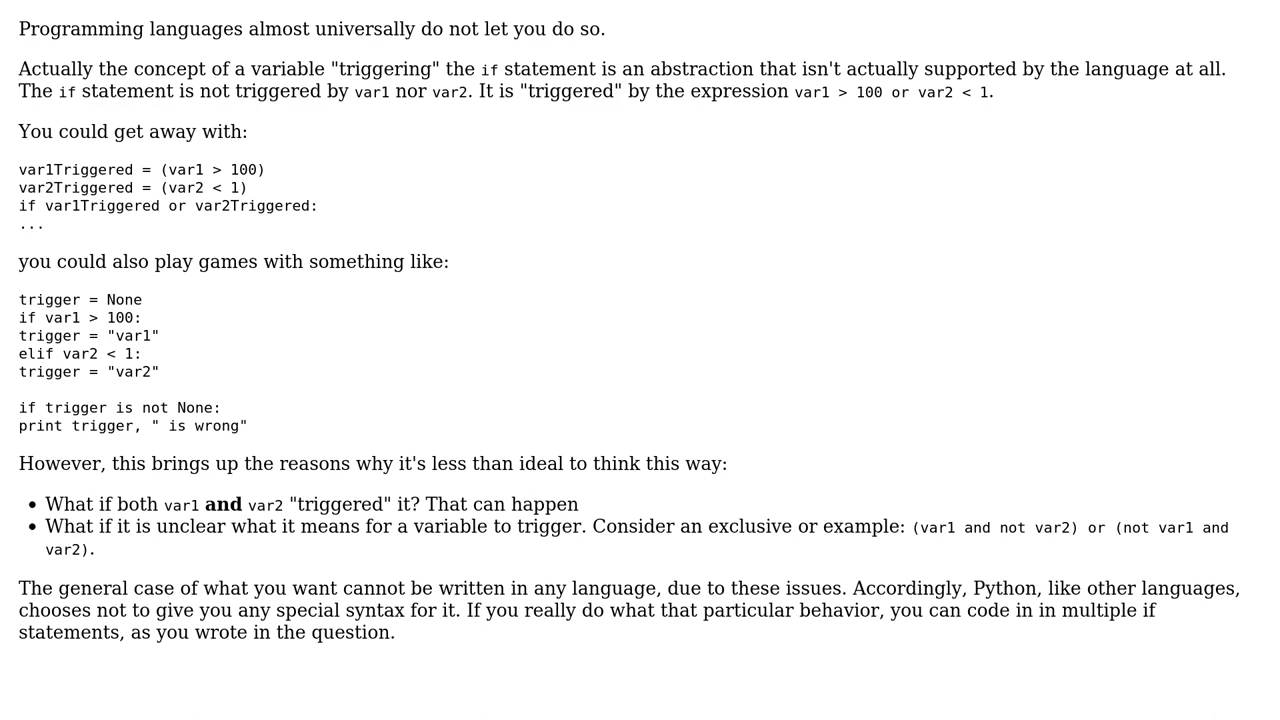 Programming languages almost universally do not let you do so.
Actually the concept of a variable "triggering" the if statement is an abstraction that isn't actually supported by the language at all.
The if statement is not triggered by var1 nor var2. It is "triggered" by the expression var1 > 100 or var2 < 1.
You could get away with:
var1Triggered = (var1 > 100)
var2Triggered = (var2 < 1)
if var1Triggered or var2Triggered:
...
you could also play games with something like:
trigger = None
if var1 > 100:
trigger = "var1"
elif var2 < 1:
trigger = "var2"
if trigger is not None:
print trigger, " is wrong"
However, this brings up the reasons why it's less than ideal to think this way:
• What if both var1 and var2 "triggered" it? That can happen
• What if it is unclear what it means for a variable to trigger. Consider an exclusive or example: (var1 and not var2) or (not var1 and
var2).
The general case of what you want cannot be written in any language, due to these issues. Accordingly, Python, like other languages,
chooses not to give you any special syntax for it. If you really do what that particular behavior, you can code in in multiple if
statements, as you wrote in the question.